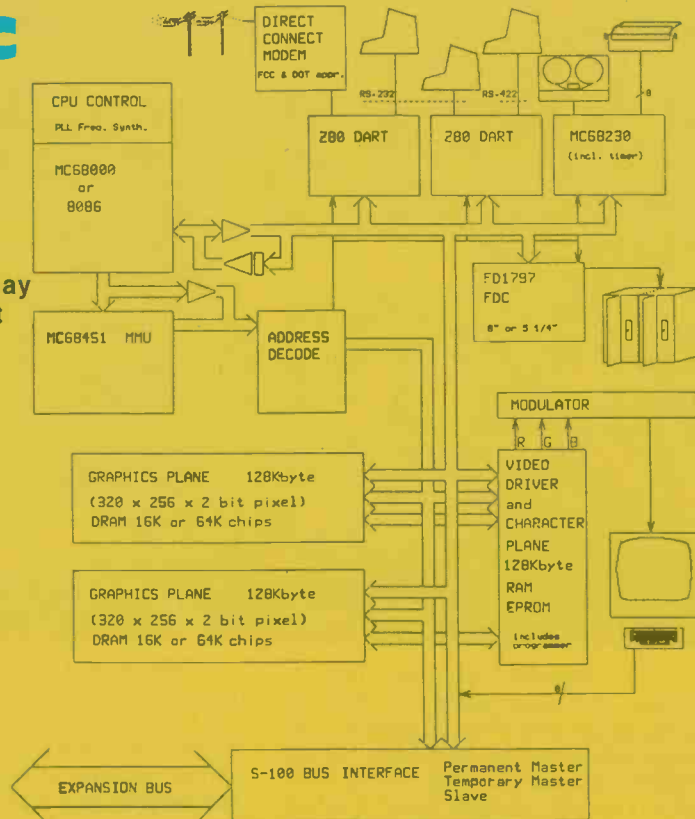 c
DIRECT
CONNECT
MODEM
FCC & DOT appr.
CPU CONTROL
PLL Freq. Synth.
MC68000
or
8086
RS-232
RS-422
8
Z80 DART
Z80 DART
MC68230
(incl. timer)
ay
MC68451 MMU
ADDRESS
DECODE
FD1797
FDC
8" or 5 1/4"
MODULATOR
R G B
GRAPHICS PLANE 128Kbyte
(320 x 256 x 2 bit pixel)
DRAM 16K or 64K chips
VIDEO
DRIVER
and
CHARACTER
PLANE
128Kbyte
RAM
EPROM
includes
programmer
GRAPHICS PLANE 128Kbyte
(320 x 256 x 2 bit pixel)
DRAM 16K or 64K chips
8
EXPANSION BUS
S-100 BUS INTERFACE
Permanent Master
Temporary Master
Slave